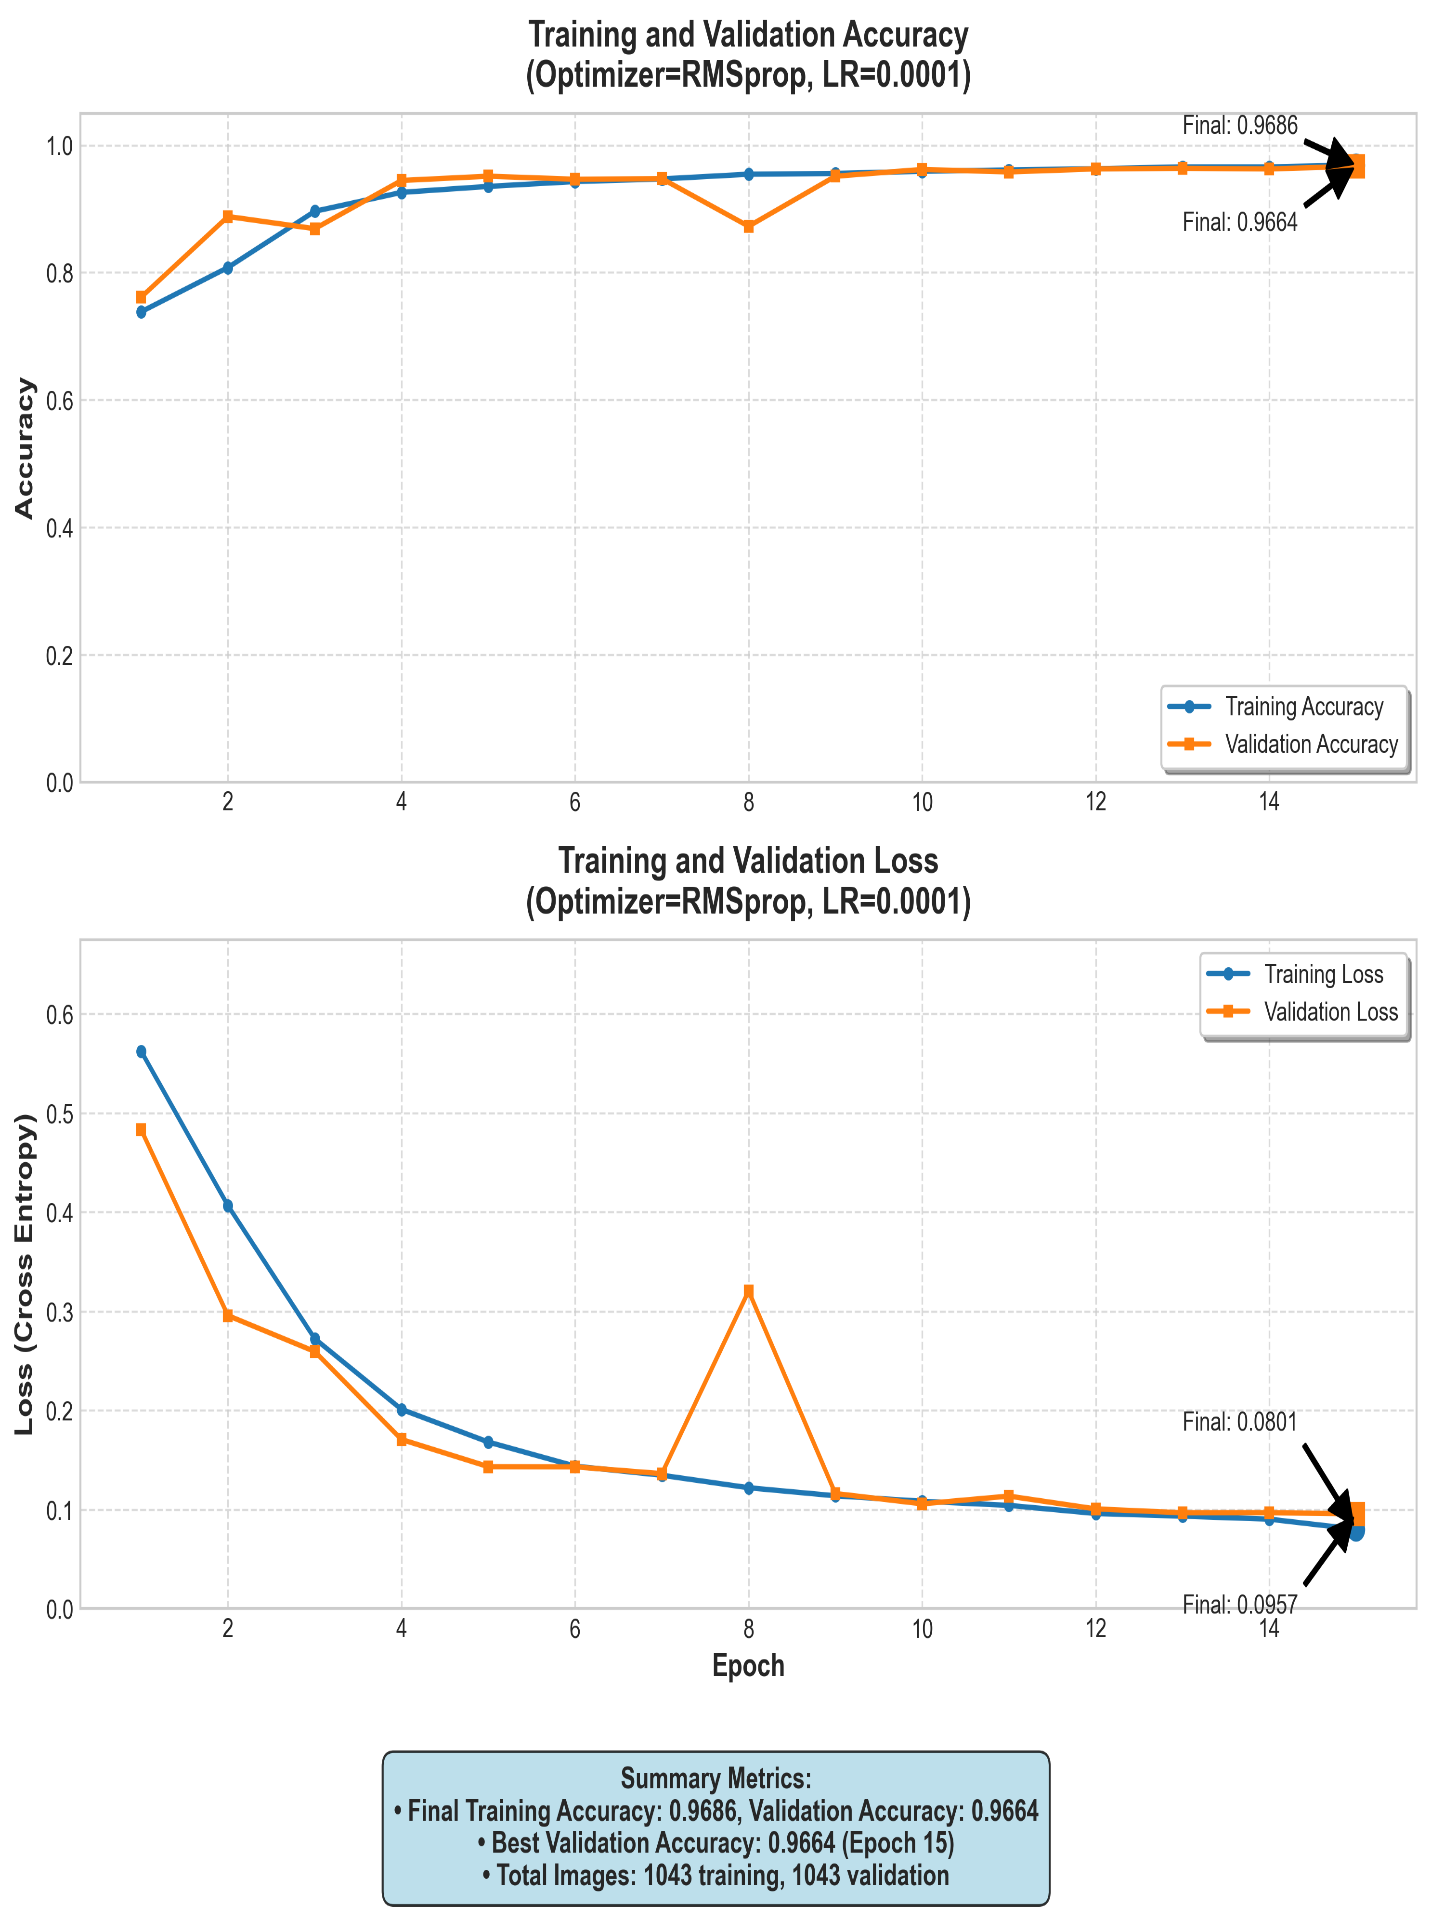 Training and Validation Accuracy
(Optimizer=RMSprop, LR=0.0001)
Final: 0.9686
Final: 0.9664
Accuracy
1.0
0.8
0.6
0.4
0.2
0.0
Training Accuracy
Validation Accuracy
2 4 6 8 10 12 14
Training and Validation Loss
(Optimizer=RMSprop, LR=0.0001)
Training Loss
Validation Loss
Loss (Cross Entropy)
0.6
0.5
0.4
0.3
0.2
0.1
0.0
Final: 0.0801
Final: 0.0957
2 4 6 8 10 12 14
Epoch
Summary Metrics:
• Final Training Accuracy: 0.9686, Validation Accuracy: 0.9664
• Best Validation Accuracy: 0.9664 (Epoch 15)
• Total Images: 1043 training, 1043 validation